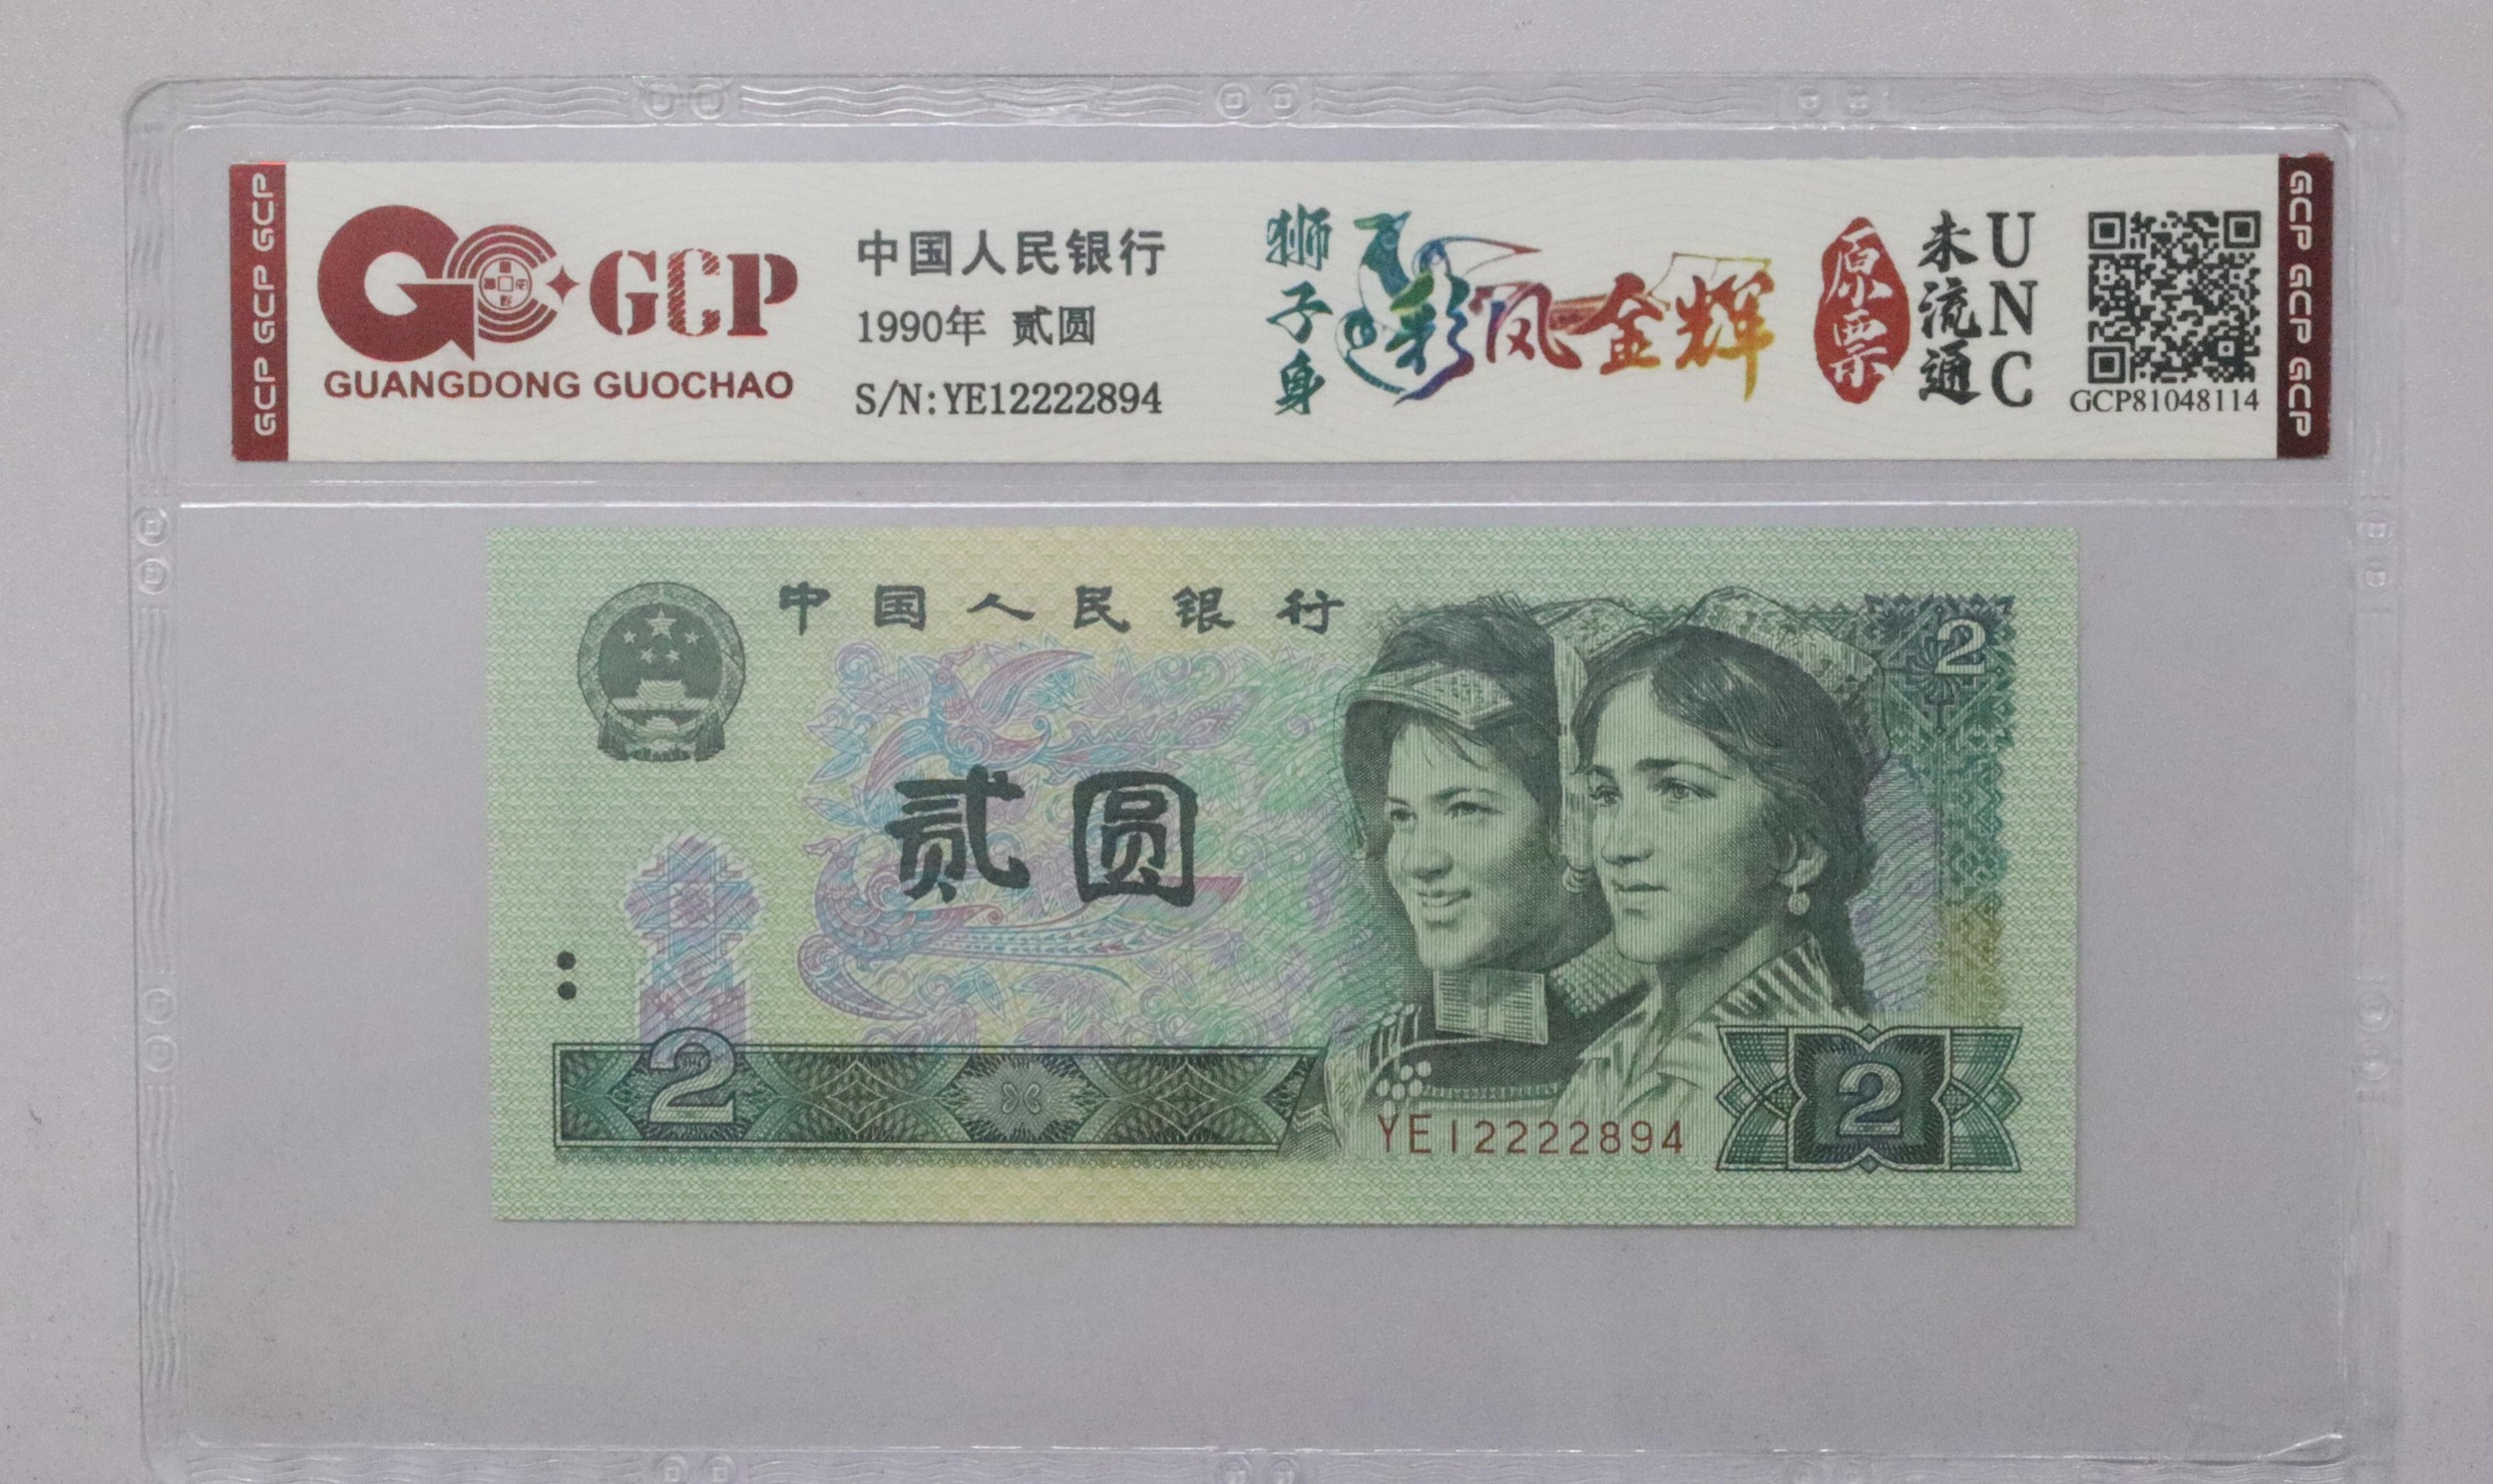 GCP GCP GCP
GCP
GUANGDONG GUOCHAO
中国人民银行
1990年 贰圆
S/N:YE12222894
狮子身
彩凤金辉
原票
未流通
UNC
GCP81048114
GCP GCP GCP
中国人民银行
2
贰圆
2
YE12222894
2